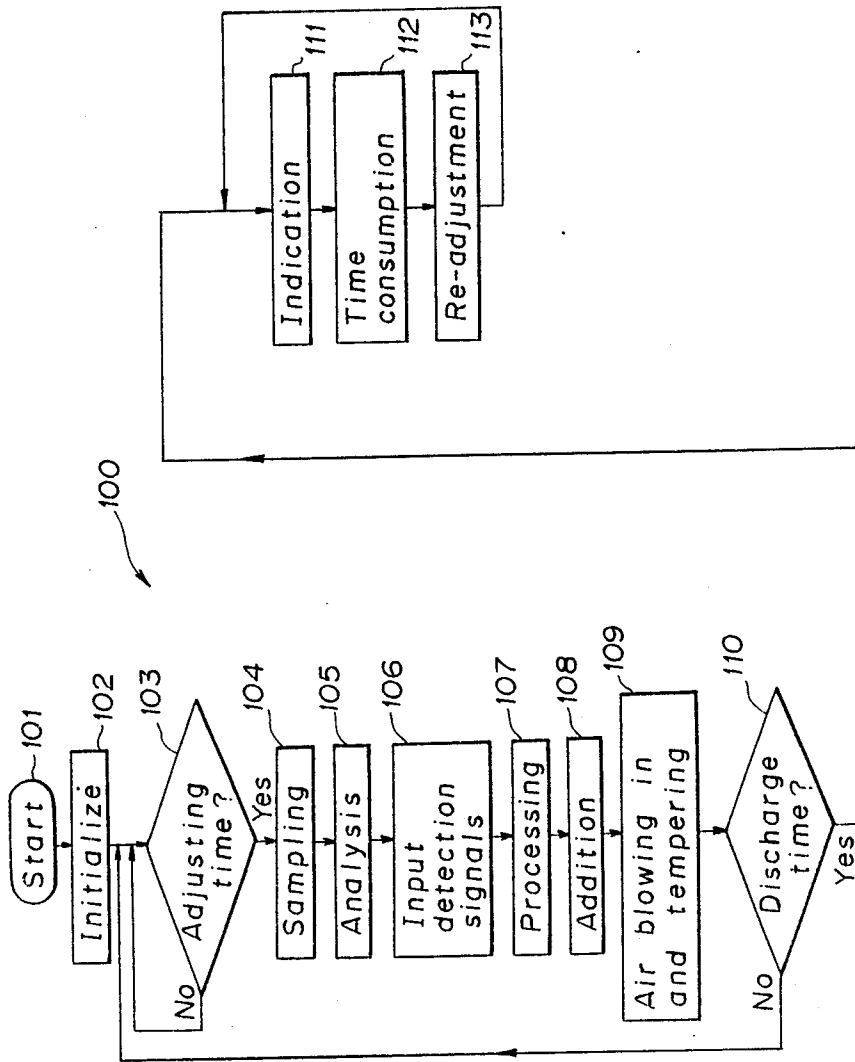 100
Start
101
Initialize
102
Adjusting
time?
103
No
Yes
Sampling
104
Analysis
105
Input
detection
signals
106
Processing
107
Addition
108
Air blowing in
and tempering
109
Discharge
time?
110
No
Yes
Indication
111
Time
consumption
112
Re-adjustment
113